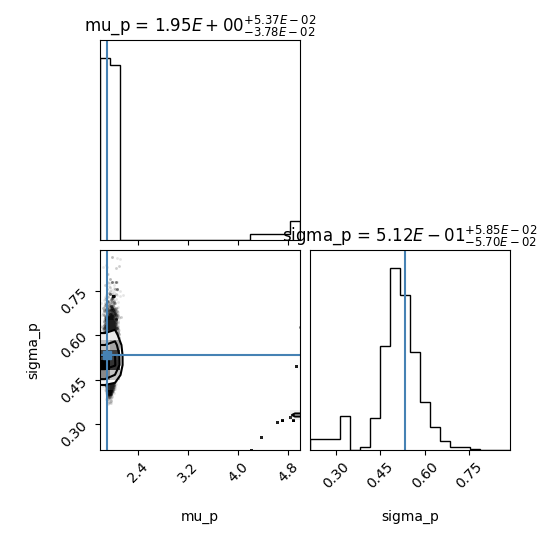 mu_p = 1.95E + 00+5.37E − 02 −3.78E − 02
sigma_p = 5.12E − 01+5.85E − 02 −5.70E − 02
sigma_p
0.75
0.60
0.45
0.30
2.4 3.2 4.0 4.8
0.30 0.45 0.60 0.75
mu_p
sigma_p